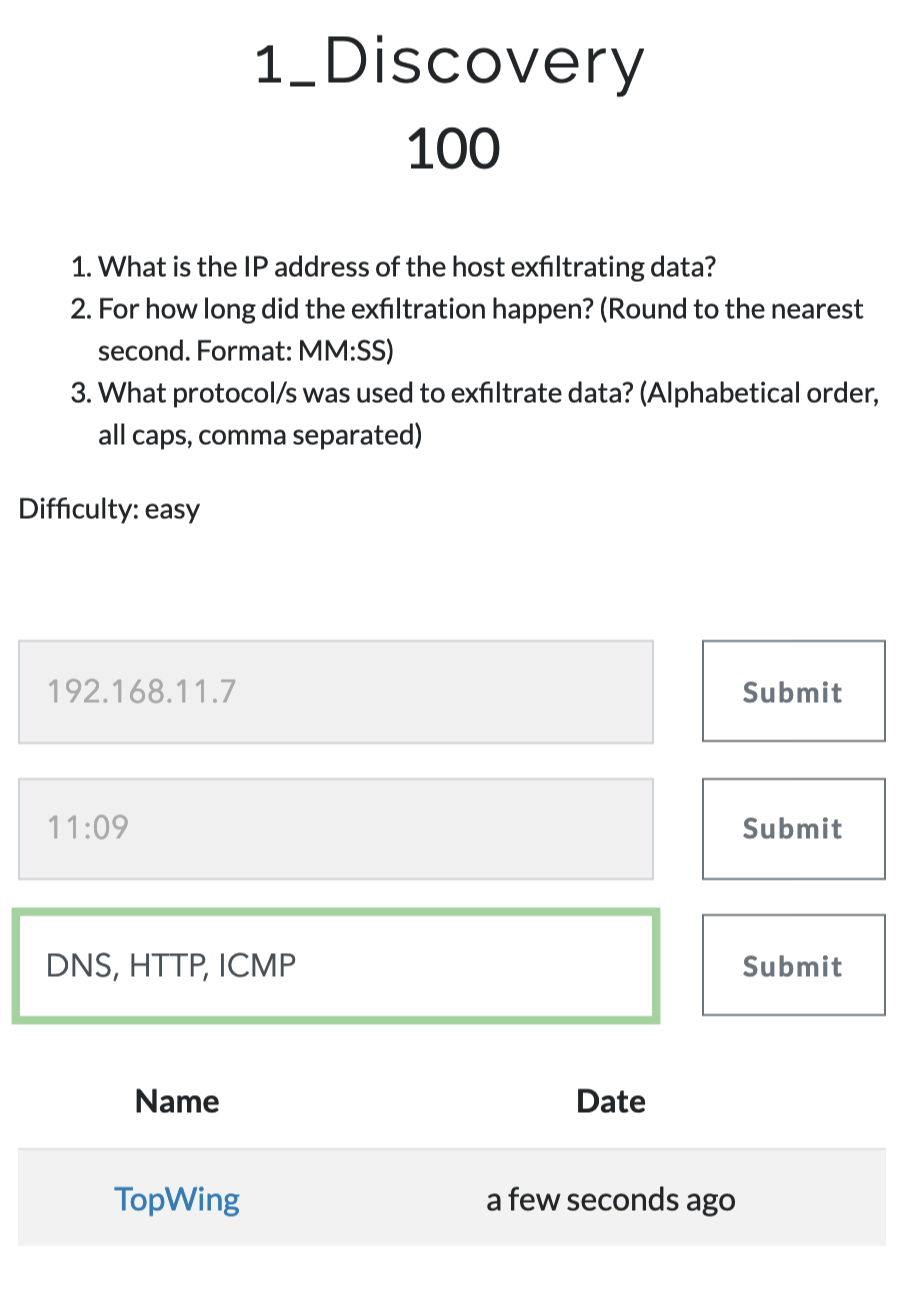 1_Discovery
100
1. What is the IP address of the host exfiltrating data?
2. For how long did the exfiltration happen? (Round to the nearest
second. Format: MM:SS)
3. What protocol/s was used to exfiltrate data? (Alphabetical order,
all caps, comma separated)
Difficulty: easy
192.168.11.7
Submit
11:09
Submit
DNS, HTTP, ICMP
Submit
Name Date
TopWing a few seconds ago